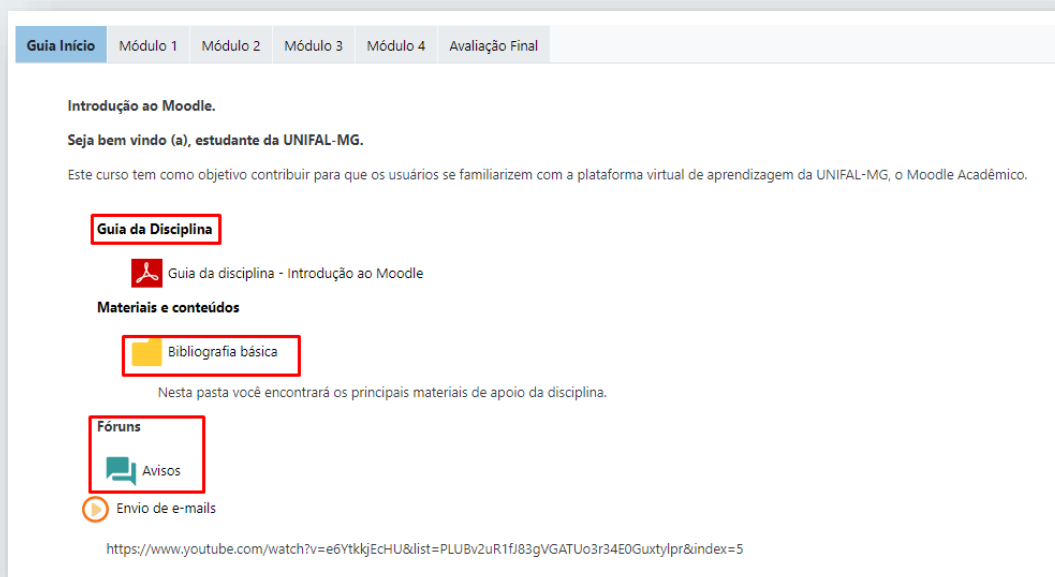 Guia Início Módulo 1 Módulo 2 Módulo 3 Módulo 4 Avaliação Final
Introdução ao Moodle.
Seja bem vindo (a), estudante da UNIFAL-MG.
Este curso tem como objetivo contribuir para que os usuários se familiarizem com a plataforma virtual de aprendizagem da UNIFAL-MG, o Moodle Acadêmico.
Guia da Disciplina
Guia da disciplina - Introdução ao Moodle
Materiais e conteúdos
Bibliografia básica
Nesta pasta você encontrará os principais materiais de apoio da disciplina.
Fóruns
Avisos
Envio de e-mails
https://www.youtube.com/watch?v=e6YtkkjEcHU&list=PLUBv2uR1fJ83gVGATUo3r34E0Guxtylpr&index=5